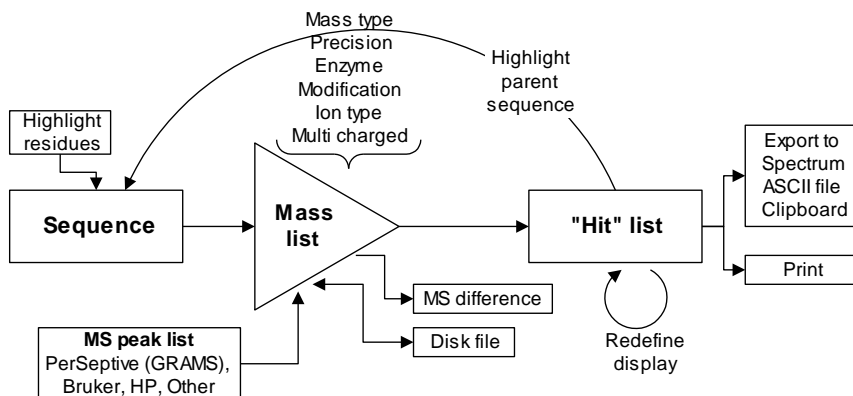 Mass type
Precision
Enzyme
Modification
Ion type
Multi charged
Highlight
parent
sequence
Highlight
residues
Sequence
Mass
list
"Hit" list
Export to
Spectrum
ASCII file
Clipboard
Print
MS difference
Disk file
Redefine
display
MS peak list
PerSeptive (GRAMS),
Bruker, HP, Other